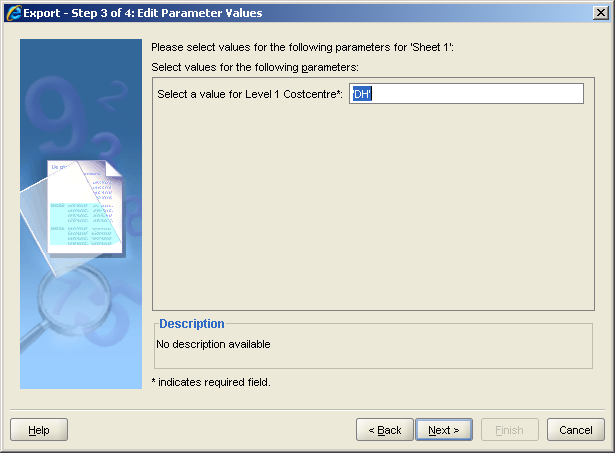 Export - Step 3 of 4: Edit Parameter Values
Please select values for the following parameters for 'Sheet 1':
Select values for the following parameters:
Select a value for Level 1 Costcentre*: 'DH'
Description
No description available
* indicates required field.
Help < Back Next > Finish Cancel